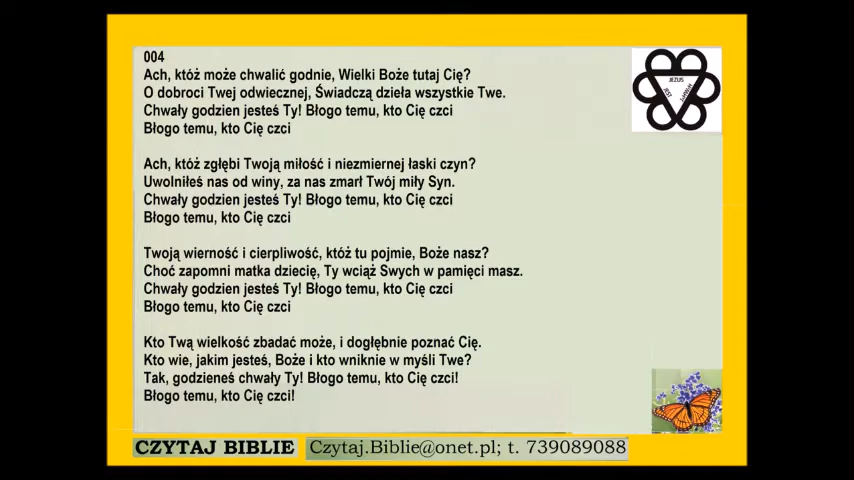 004
Ach, któż może chwalić godnie, Wielki Boże tutaj Cię?
O dobroci Twej odwiecznej, Świadczą dzieła wszystkie Twe.
Chwały godzien jesteś Ty! Błogo temu, kto Cię czci
Błogo temu, kto Cię czci
Ach, któż zgłębi Twoją miłość i niezmiernej łaski czyn?
Uwolniłeś nas od winy, za nas zmarł Twój miły Syn.
Chwały godzien jesteś Ty! Błogo temu, kto Cię czci
Błogo temu, kto Cię czci
Twoją wierność i cierpliwość, któż tu pojmie, Boże nasz?
Choć zapomni matka dziecię, Ty wciąż Swych w pamięci masz.
Chwały godzien jesteś Ty! Błogo temu, kto Cię czci
Błogo temu, kto Cię czci
Kto Twą wielkość zbadać może, i dogłębnie poznać Cię.
Kto wie, jakim jesteś, Boże i kto wniknie w myśli Twe?
Tak, godzieneś chwały Ty! Błogo temu, kto Cię czci!
Błogo temu, kto Cię czci!
JEZUS
JEST
CZYTAJ BIBLIE
Czytaj.Biblie@onet.pl; t. 739089088